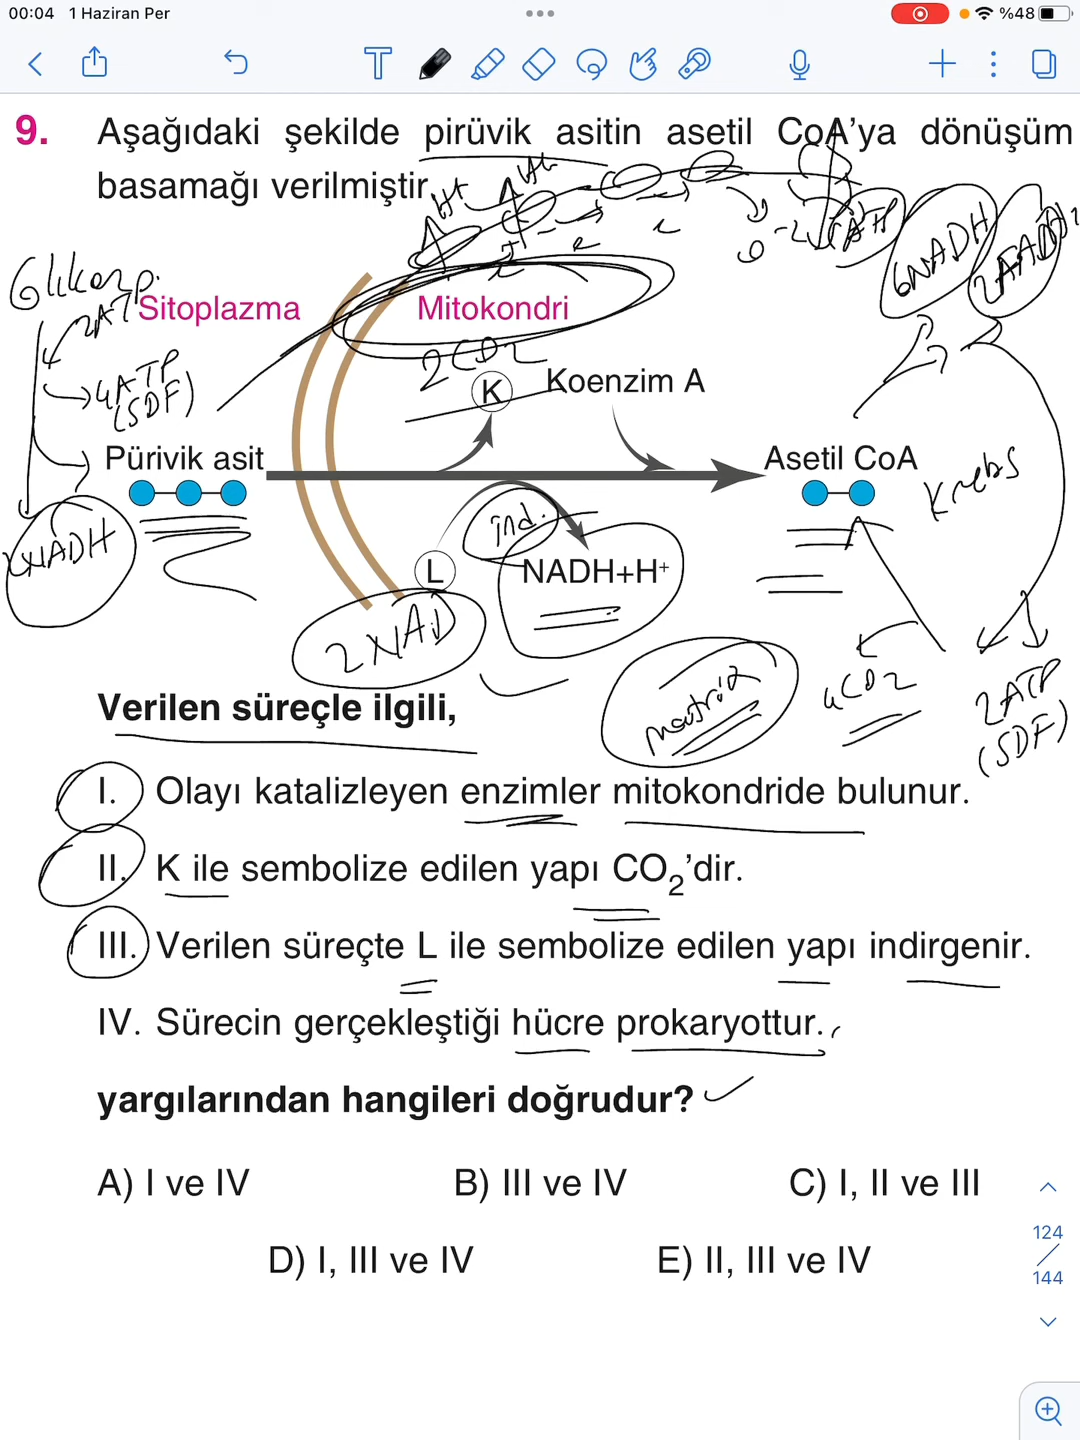 00:04 1 Haziran Per
%48
T
9. Aşağıdaki şekilde pirüvik asitin asetil CoA'ya dönüşüm
basamağı verilmiştir.
Glikoz
2ATP
Sitoplazma
Mitokondri
2ATP
6NADH
2FADH
4ATP
(SDF)
2CO2
K
Koenzim A
Pürivik asit
Asetil CoA
Krebs
2NADH
ind.
L
NADH+H+
2NAD
matrix
4CO2
2ATP
(SDF)
Verilen süreçle ilgili,
I. Olayı katalizleyen enzimler mitokondride bulunur.
II. K ile sembolize edilen yapı CO₂'dir.
III. Verilen süreçte L ile sembolize edilen yapı indirgenir.
IV. Sürecin gerçekleştiği hücre prokaryottur.
yargılarından hangileri doğrudur?
A) I ve IV B) III ve IV C) I, II ve III
D) I, III ve IV E) II, III ve IV
124
144